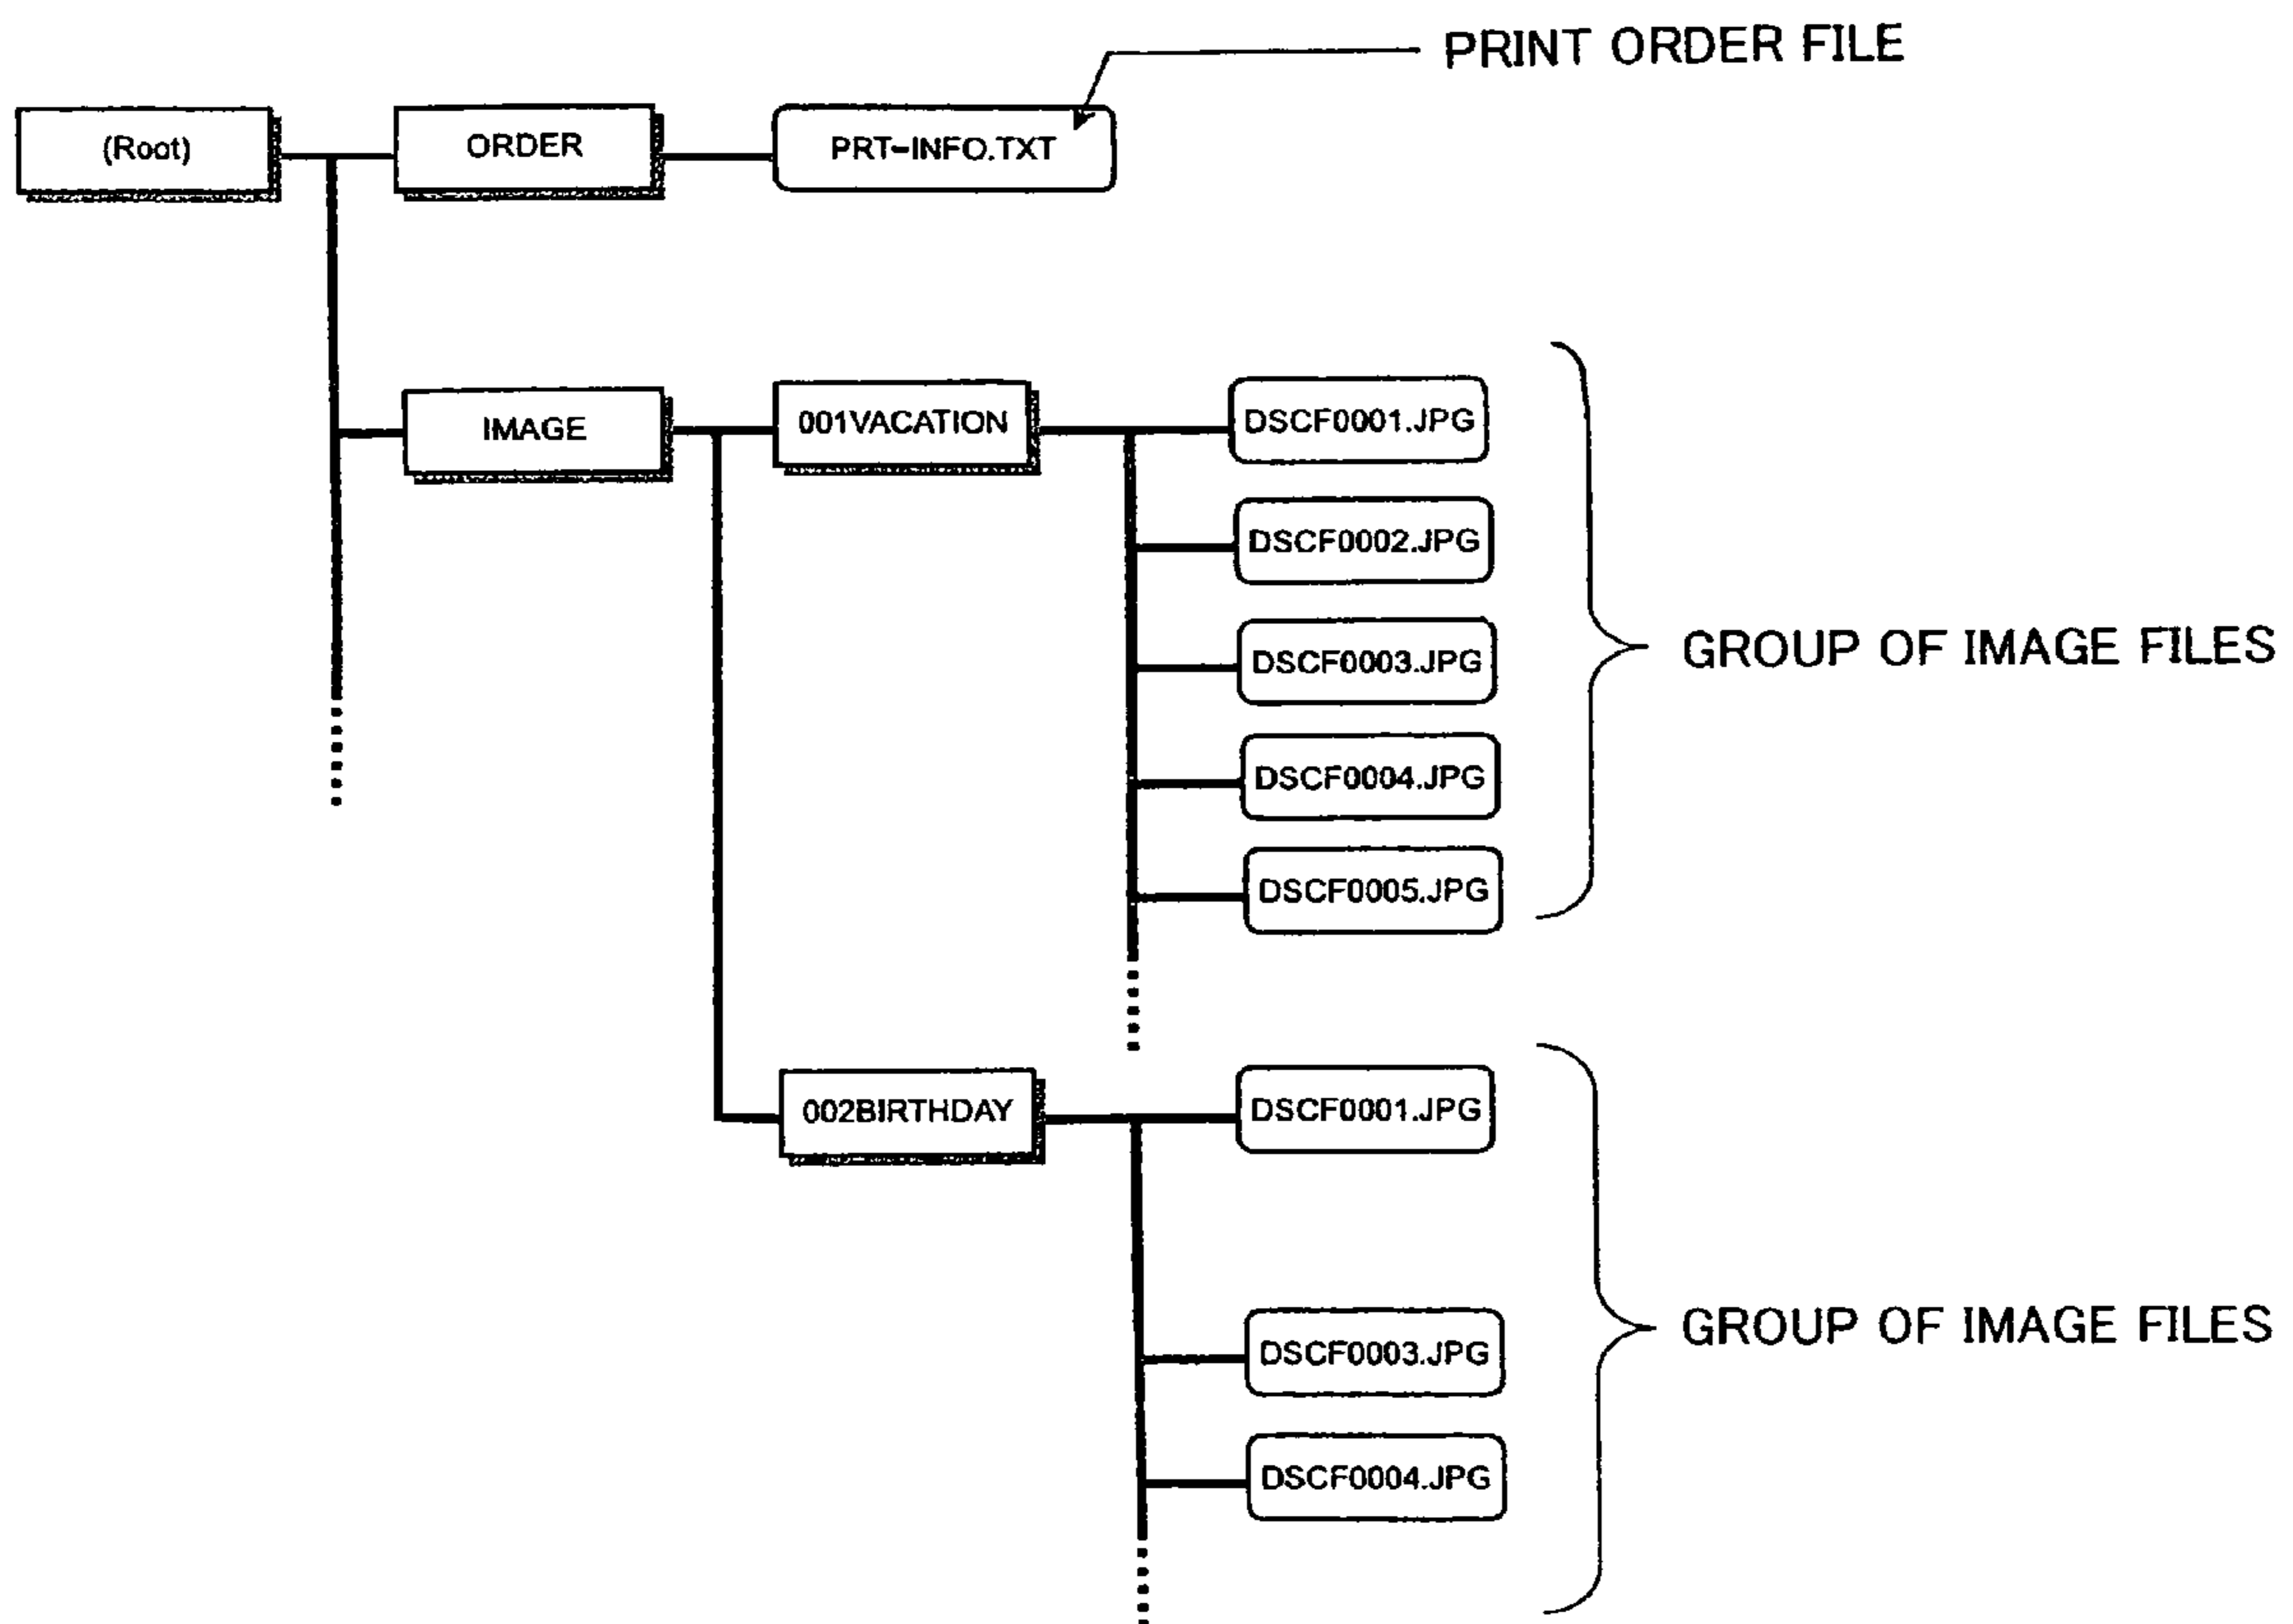 PRINT ORDER FILE
(Root)
ORDER
PRT-INFO.TXT
IMAGE
001VACATION
DSCF0001.JPG
DSCF0002.JPG
DSCF0003.JPG
GROUP OF IMAGE FILES
DSCF0004.JPG
DSCF0005.JPG
002BIRTHDAY
DSCF0001.JPG
DSCF0003.JPG
GROUP OF IMAGE FILES
DSCF0004.JPG